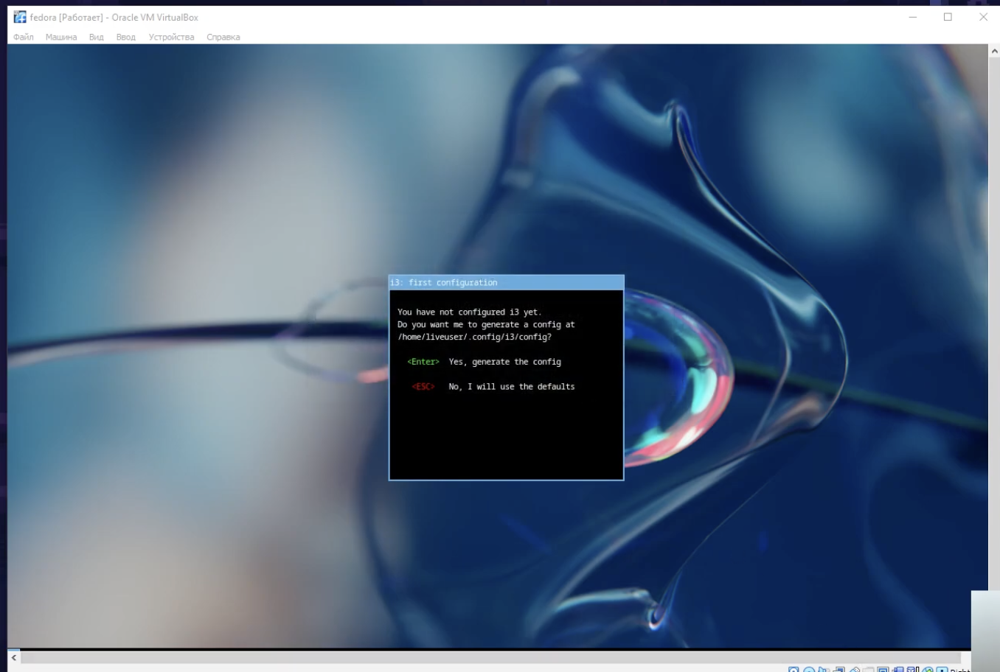 fedora [Работает] - Oracle VM VirtualBox
Файл Машина Вид Ввод Устройства Справка
i3: first configuration
You have not configured i3 yet.
Do you want me to generate a config at
/home/liveuser/.config/i3/config?
<Enter> Yes, generate the config
<ESC> No, I will use the defaults